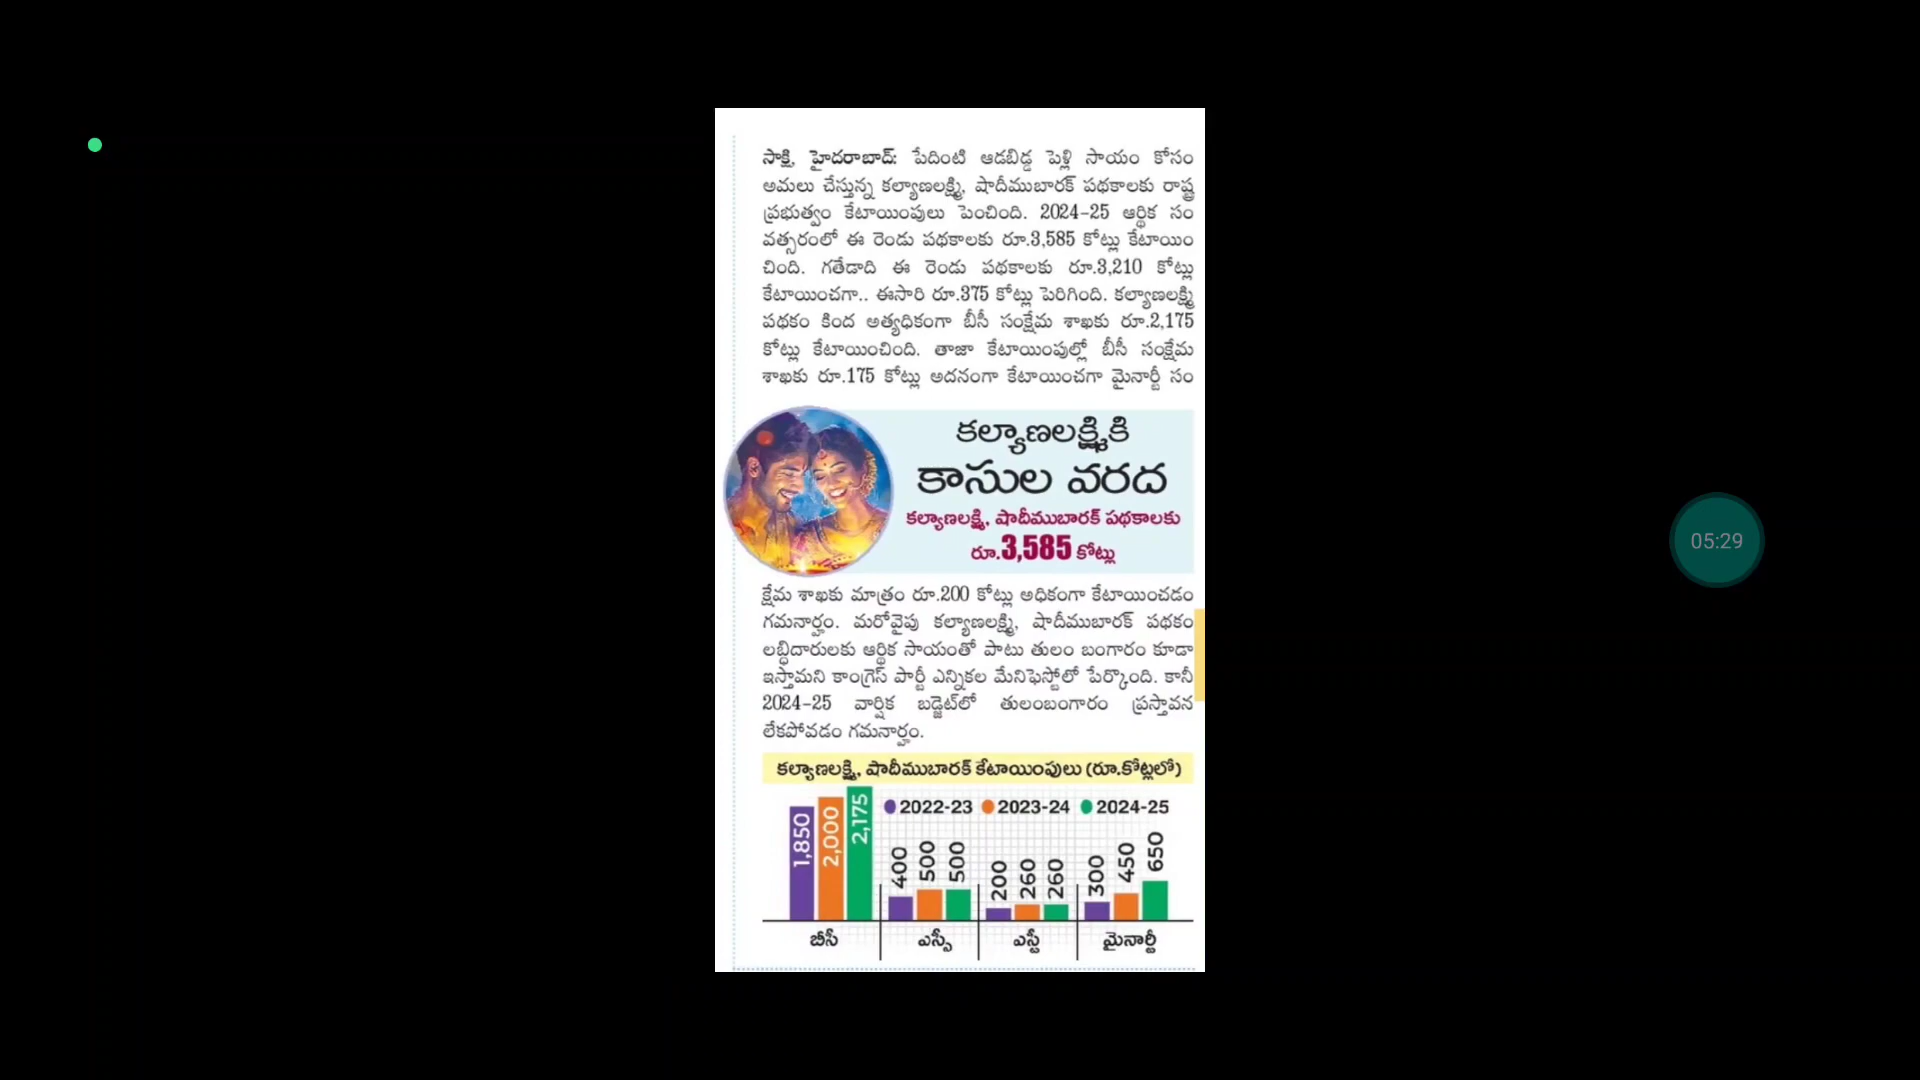 సాక్షి, హైదరాబాద్: పేదింటి ఆడబిడ్డ పెళ్లి సాయం కోసం
అమలు చేస్తున్న కల్యాణలక్ష్మి, షాదీముబారక్ పథకాలకు రాష్ట్ర
ప్రభుత్వం కేటాయింపులు పెంచింది. 2024-25 ఆర్థిక సం
వత్సరంలో ఈ రెండు పథకాలకు రూ.3,585 కోట్లు కేటాయిం
చింది. గతేడాది ఈ రెండు పథకాలకు రూ.3,210 కోట్లు
కేటాయించగా.. ఈసారి రూ.375 కోట్లు పెరిగింది. కల్యాణలక్ష్మి
పథకం కింద అత్యధికంగా బీసీ సంక్షేమ శాఖకు రూ.2,175
కోట్లు కేటాయించింది. తాజా కేటాయింపుల్లో బీసీ సంక్షేమ
శాఖకు రూ.175 కోట్లు అదనంగా కేటాయించగా మైనార్టీ సం
కల్యాణలక్ష్మికి
కాసుల వరద
కల్యాణలక్ష్మి, షాదీముబారక్ పథకాలకు
రూ.3,585 కోట్లు
క్షేమ శాఖకు మాత్రం రూ.200 కోట్లు అధికంగా కేటాయించడం
గమనార్హం. మరోవైపు కల్యాణలక్ష్మి, షాదీముబారక్ పథకం
లబ్ధిదారులకు ఆర్థిక సాయంతో పాటు తులం బంగారం కూడా
ఇస్తామని కాంగ్రెస్ పార్టీ ఎన్నికల మేనిఫెస్టోలో పేర్కొంది. కానీ
2024-25 వార్షిక బడ్జెట్‌లో తులంబంగారం ప్రస్తావన
లేకపోవడం గమనార్హం.
కల్యాణలక్ష్మి, షాదీముబారక్ కేటాయింపులు (రూ.కోట్లలో)
2022-23 2023-24 2024-25
1,850 2,000 2,175 400 500 500 200 260 260 300 450 650
బీసీ ఎస్సీ ఎస్టీ మైనార్టీ
05:29